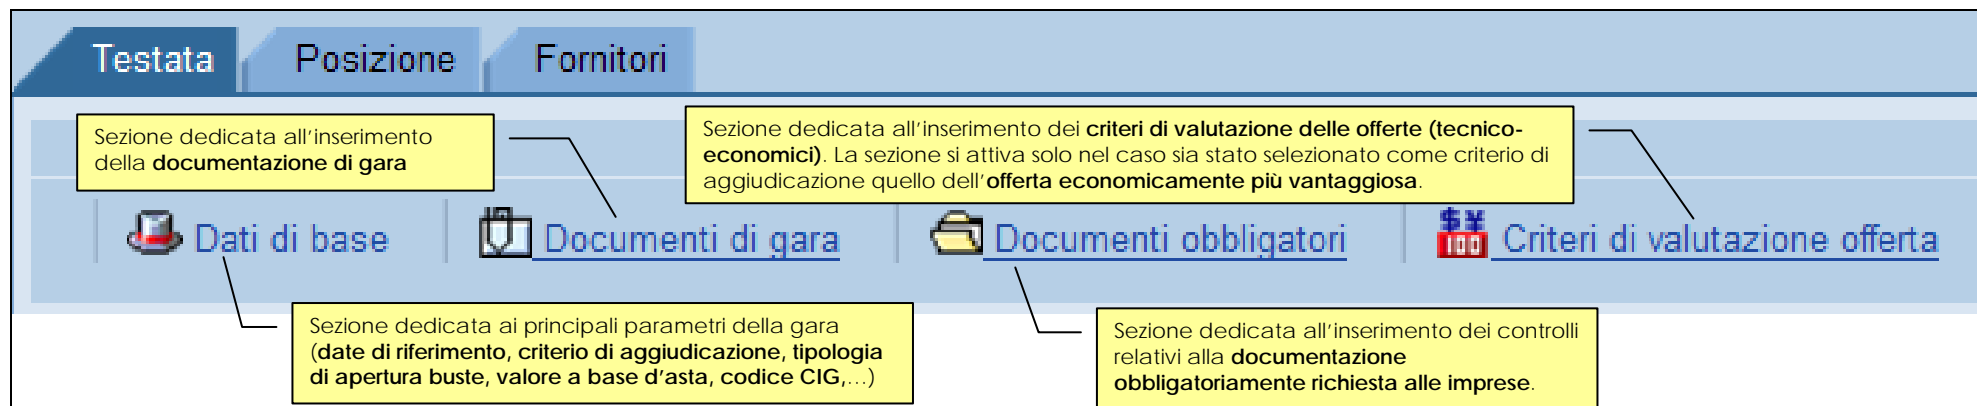 Testata Posizione Fornitori
Sezione dedicata all'inserimento
della documentazione di gara
Sezione dedicata all'inserimento dei criteri di valutazione delle offerte (tecnico-
economici). La sezione si attiva solo nel caso sia stato selezionato come criterio di
aggiudicazione quello dell'offerta economicamente più vantaggiosa.
Dati di base Documenti di gara Documenti obbligatori Criteri di valutazione offerta
Sezione dedicata ai principali parametri della gara
(date di riferimento, criterio di aggiudicazione, tipologia
di apertura buste, valore a base d'asta, codice CIG,...)
Sezione dedicata all'inserimento dei controlli
relativi alla documentazione
obbligatoriamente richiesta alle imprese.